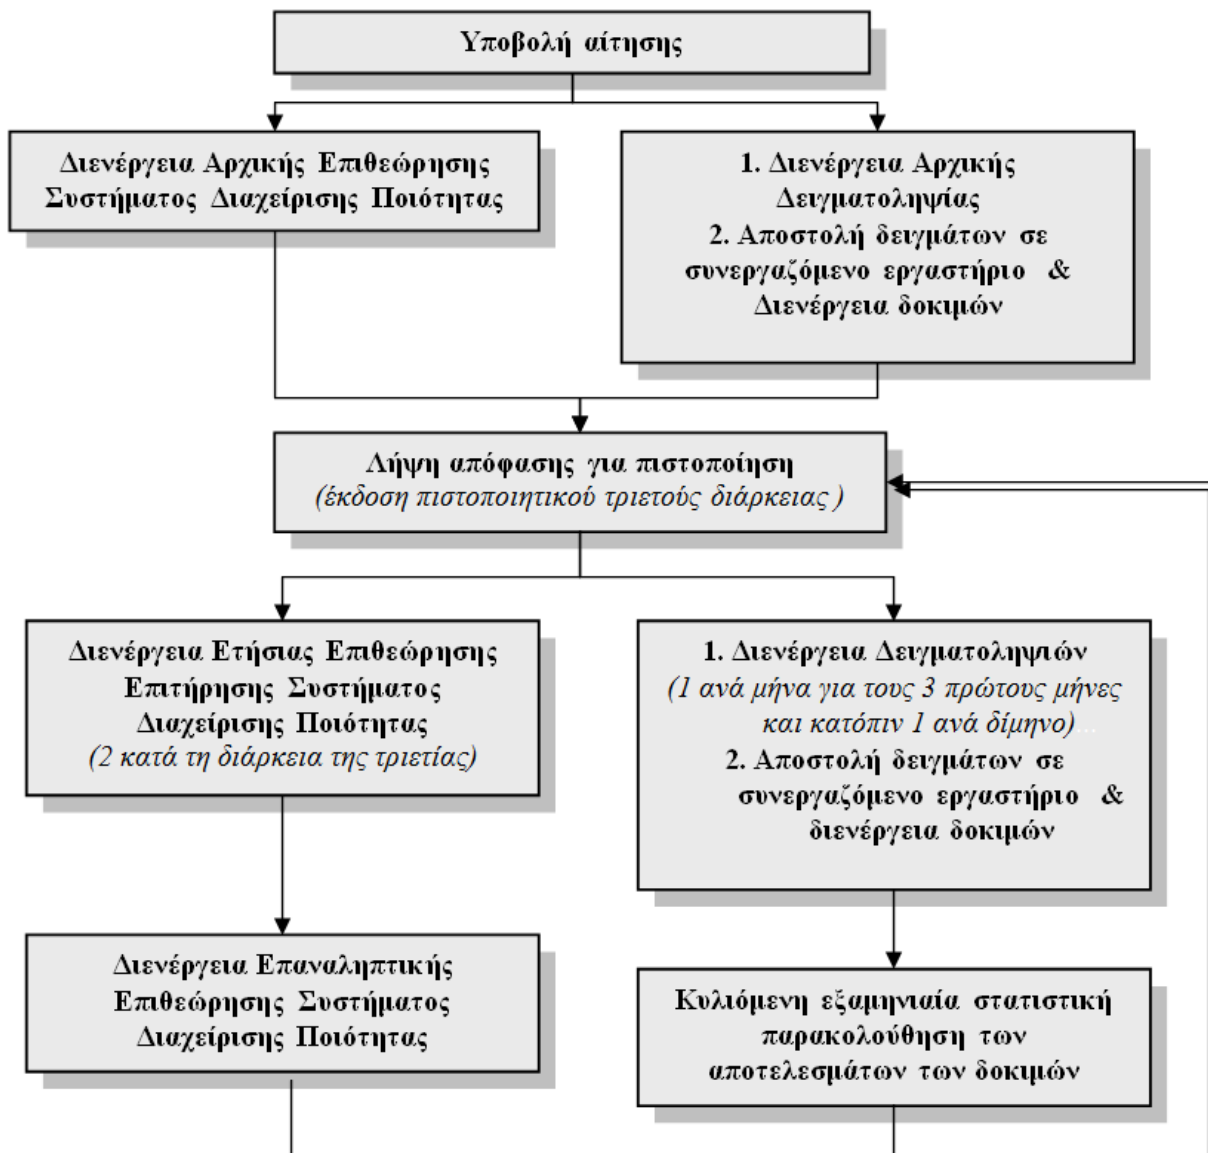 Υποβολή αίτησης
Διενέργεια Αρχικής Επιθεώρησης
Συστήματος Διαχείρισης Ποιότητας
1. Διενέργεια Αρχικής
Δειγματοληψίας
2. Αποστολή δειγμάτων σε
συνεργαζόμενο εργαστήριο &
Διενέργεια δοκιμών
Λήψη απόφασης για πιστοποίηση
(έκδοση πιστοποιητικού τριετούς διάρκειας )
Διενέργεια Ετήσιας Επιθεώρησης
Επιτήρησης Συστήματος
Διαχείρισης Ποιότητας
(2 κατά τη διάρκεια της τριετίας)
1. Διενέργεια Δειγματοληψιών
(1 ανά μήνα για τους 3 πρώτους μήνες
και κατόπιν 1 ανά δίμηνο)...
2. Αποστολή δειγμάτων σε
συνεργαζόμενο εργαστήριο &
διενέργεια δοκιμών
Διενέργεια Επαναληπτικής
Επιθεώρησης Συστήματος
Διαχείρισης Ποιότητας
Κυλιόμενη εξαμηνιαία στατιστική
παρακολούθηση των
αποτελεσμάτων των δοκιμών